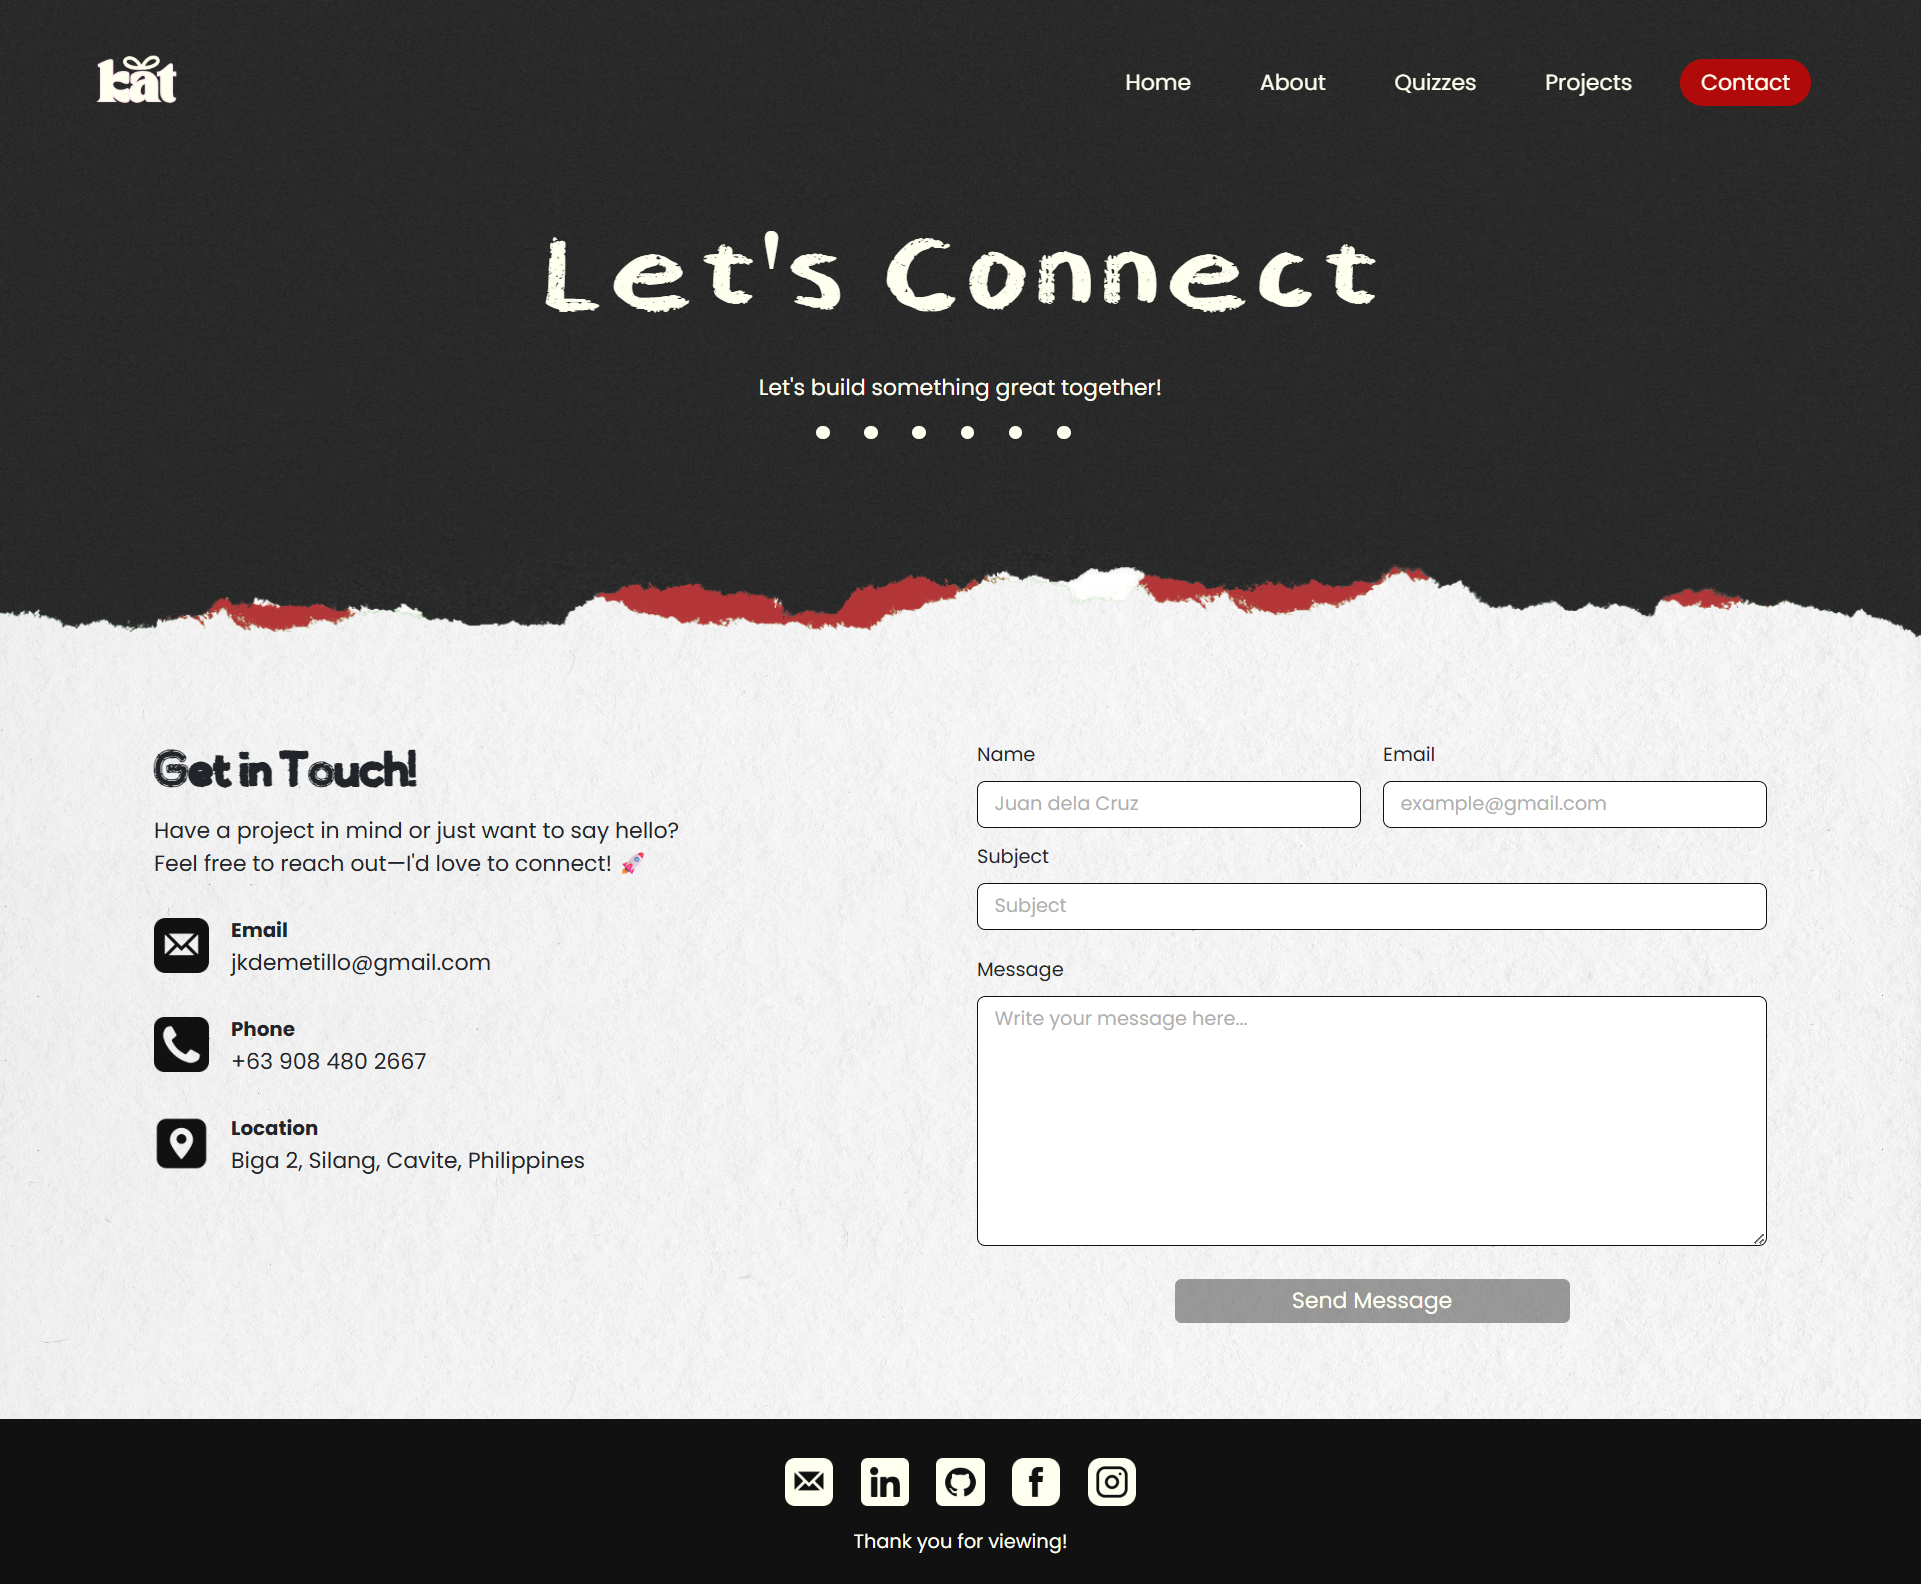 kat
Home About Quizzes Projects Contact
Let's Connect
Let's build something great together!
Get in Touch!
Have a project in mind or just want to say hello?
Feel free to reach out—I'd love to connect! 🚀
Email
jkdemetillo@gmail.com
Phone
+63 908 480 2667
Location
Biga 2, Silang, Cavite, Philippines
Name Email
Juan dela Cruz example@gmail.com
Subject
Subject
Message
Write your message here...
Send Message
Thank you for viewing!